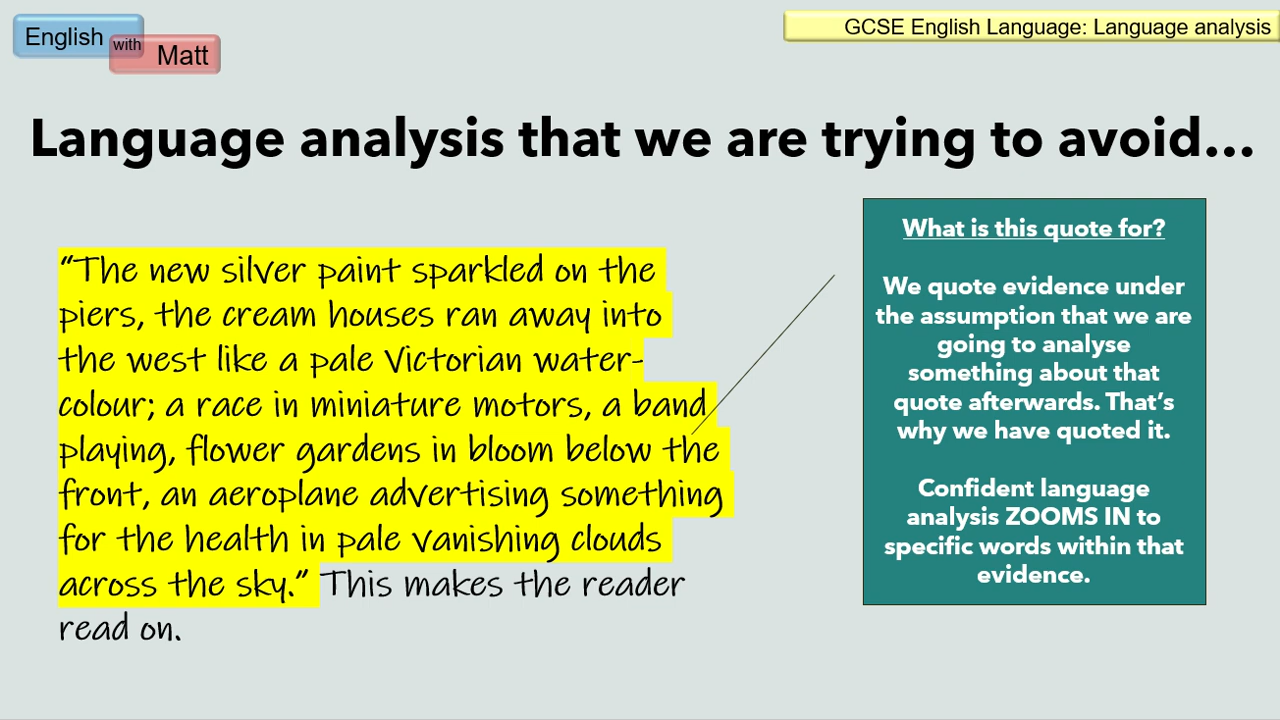 English
with
Matt
GCSE English Language: Language analysis
Language analysis that we are trying to avoid...
“The new silver paint sparkled on the
piers, the cream houses ran away into
the west like a pale Victorian water-
colour; a race in miniature motors, a band
playing, flower gardens in bloom below the
front, an aeroplane advertising something
for the health in pale vanishing clouds
across the sky.” This makes the reader
read on.
What is this quote for?
We quote evidence under
the assumption that we are
going to analyse
something about that
quote afterwards. That’s
why we have quoted it.
Confident language
analysis ZOOMS IN to
specific words within that
evidence.